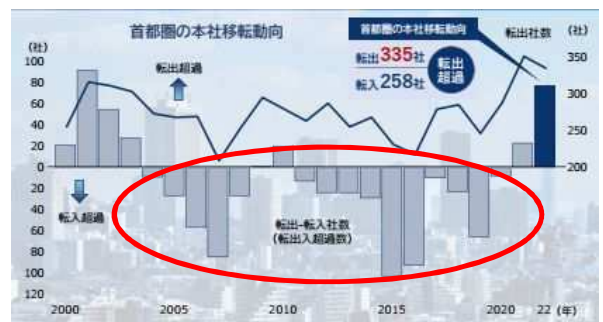 首都圏の本社移転動向
首都圏の本社移転動向
転出335社
転入258社
転出
超過
転出社数
(社)
(社)
転出超過
転入超過
転出-転入社数
(転出入超過数)
100
80
60
40
20
0
20
40
60
80
100
120
350
300
250
200
2000
2005
2010
2015
2020
22 (年)